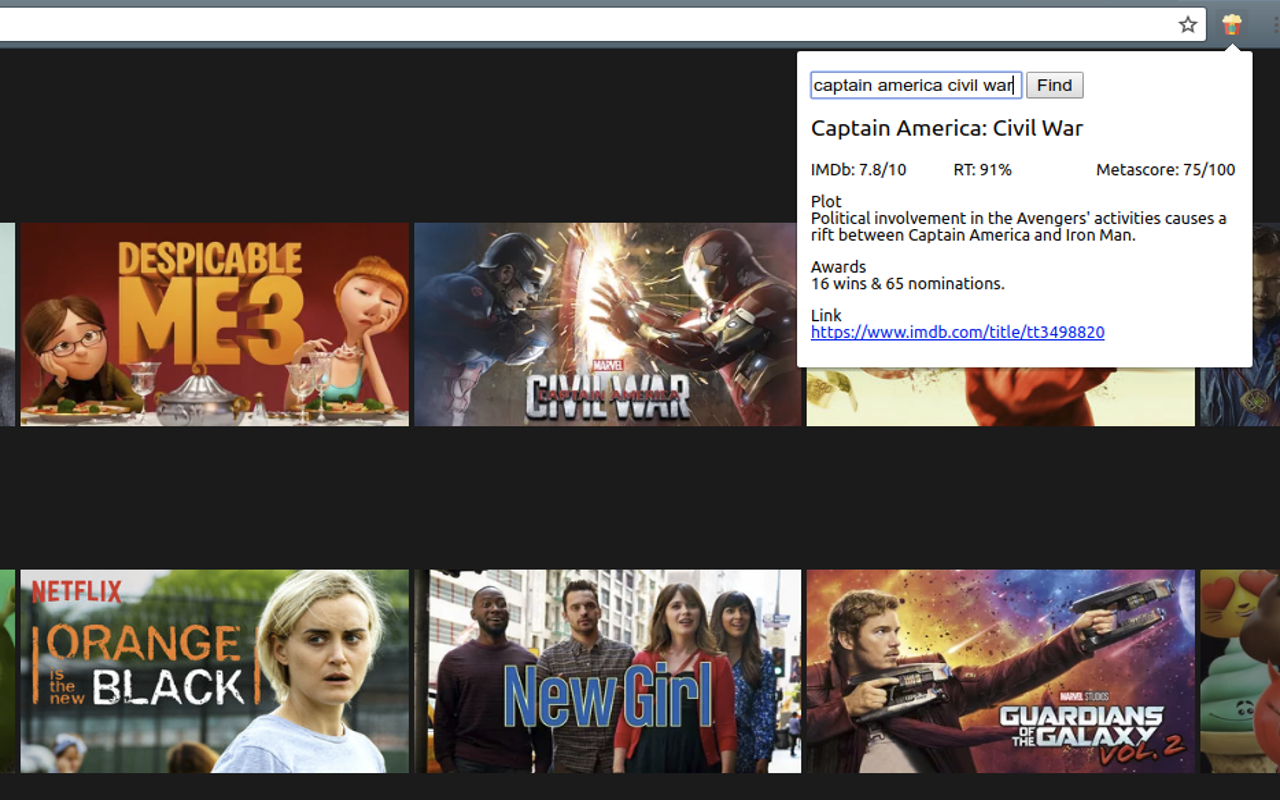 captain america civil war Find
Captain America: Civil War
IMDb: 7.8/10 RT: 91% Metascore: 75/100
Plot
Political involvement in the Avengers' activities causes a
rift between Captain America and Iron Man.
Awards
16 wins & 65 nominations.
Link
https://www.imdb.com/title/tt3498820
DESPICABLE
ME 3
MARVEL
CAPTAIN AMERICA
CIVIL WAR
NETFLIX
ORANGE
is
the
new BLACK
New Girl
MARVEL STUDIOS
GUARDIANS
OF
THE GALAXY
VOL. 2